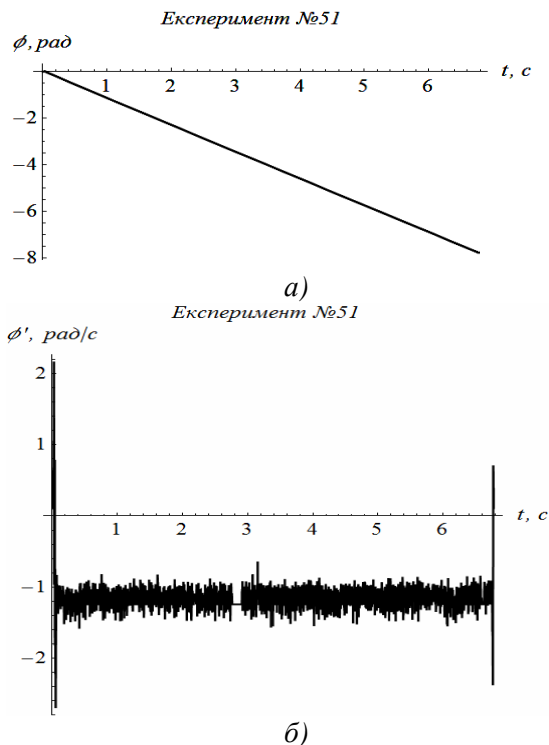 Експеримент №51
ϕ, рад
t, c
1 2 3 4 5 6
−2
−4
−6
−8
а)
Експеримент №51
ϕ', рад/с
2
1
t, c
1 2 3 4 5 6
−1
−2
б)